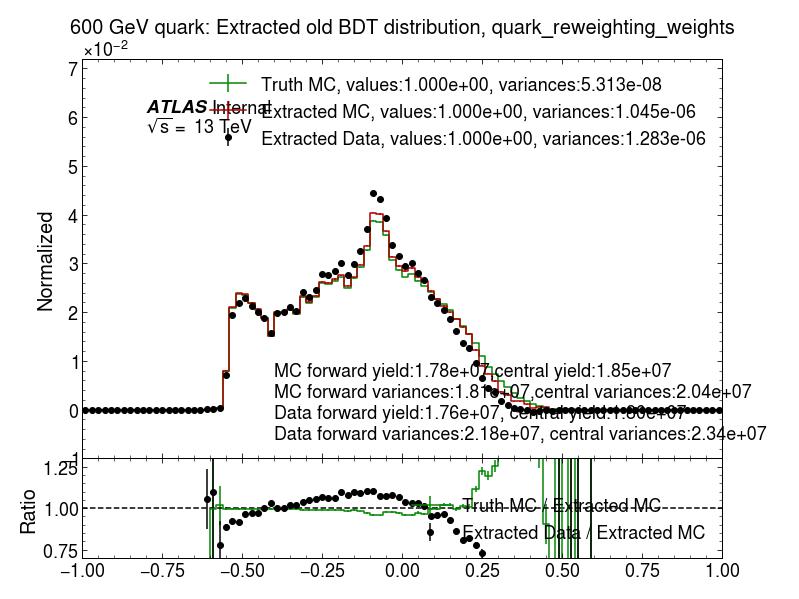 600 GeV quark: Extracted old BDT distribution, quark_reweighting_weights
×10⁻²
7
6
5
4
3
2
1
0
1
Normalized
Truth MC, values:1.000e+00, variances:5.313e-08
Extracted MC, values:1.000e+00, variances:1.045e-06
Extracted Data, values:1.000e+00, variances:1.283e-06
ATLAS Internal
√s = 13 TeV
MC forward yield:1.78e+07, central yield:1.85e+07
MC forward variances:1.81e+07, central variances:2.04e+07
Data forward yield:1.76e+07, central yield:1.80e+07
Data forward variances:2.18e+07, central variances:2.34e+07
1.25
1.00
0.75
Ratio
Truth MC / Extracted MC
Extracted Data / Extracted MC
−1.00 −0.75 −0.50 −0.25 0.00 0.25 0.50 0.75 1.00